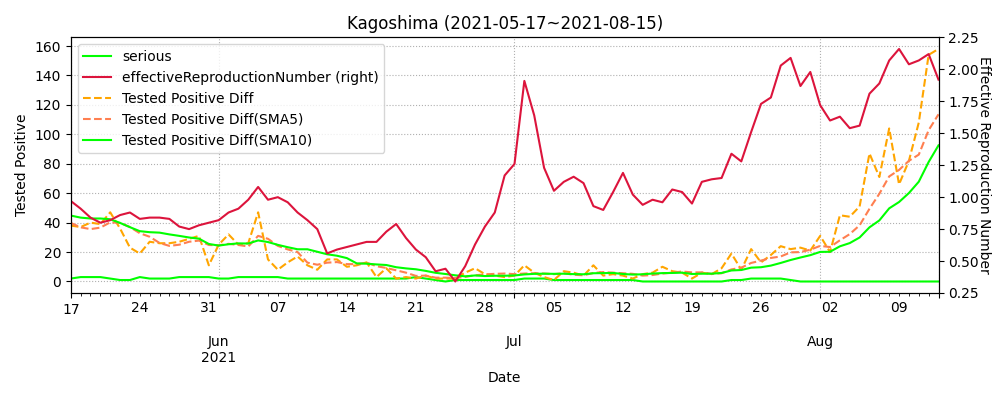 Kagoshima (2021-05-17~2021-08-15)
serious
effectiveReproductionNumber (right)
Tested Positive Diff
Tested Positive Diff(SMA5)
Tested Positive Diff(SMA10)
Tested Positive
160
140
120
100
80
60
40
20
0
2.25
2.00
1.75
1.50
1.25
1.00
0.75
0.50
0.25
Effective Reproduction Number
17 24 31 07 14 21 28 05 12 19 26 02 09
Jun Jul Aug
2021
Date